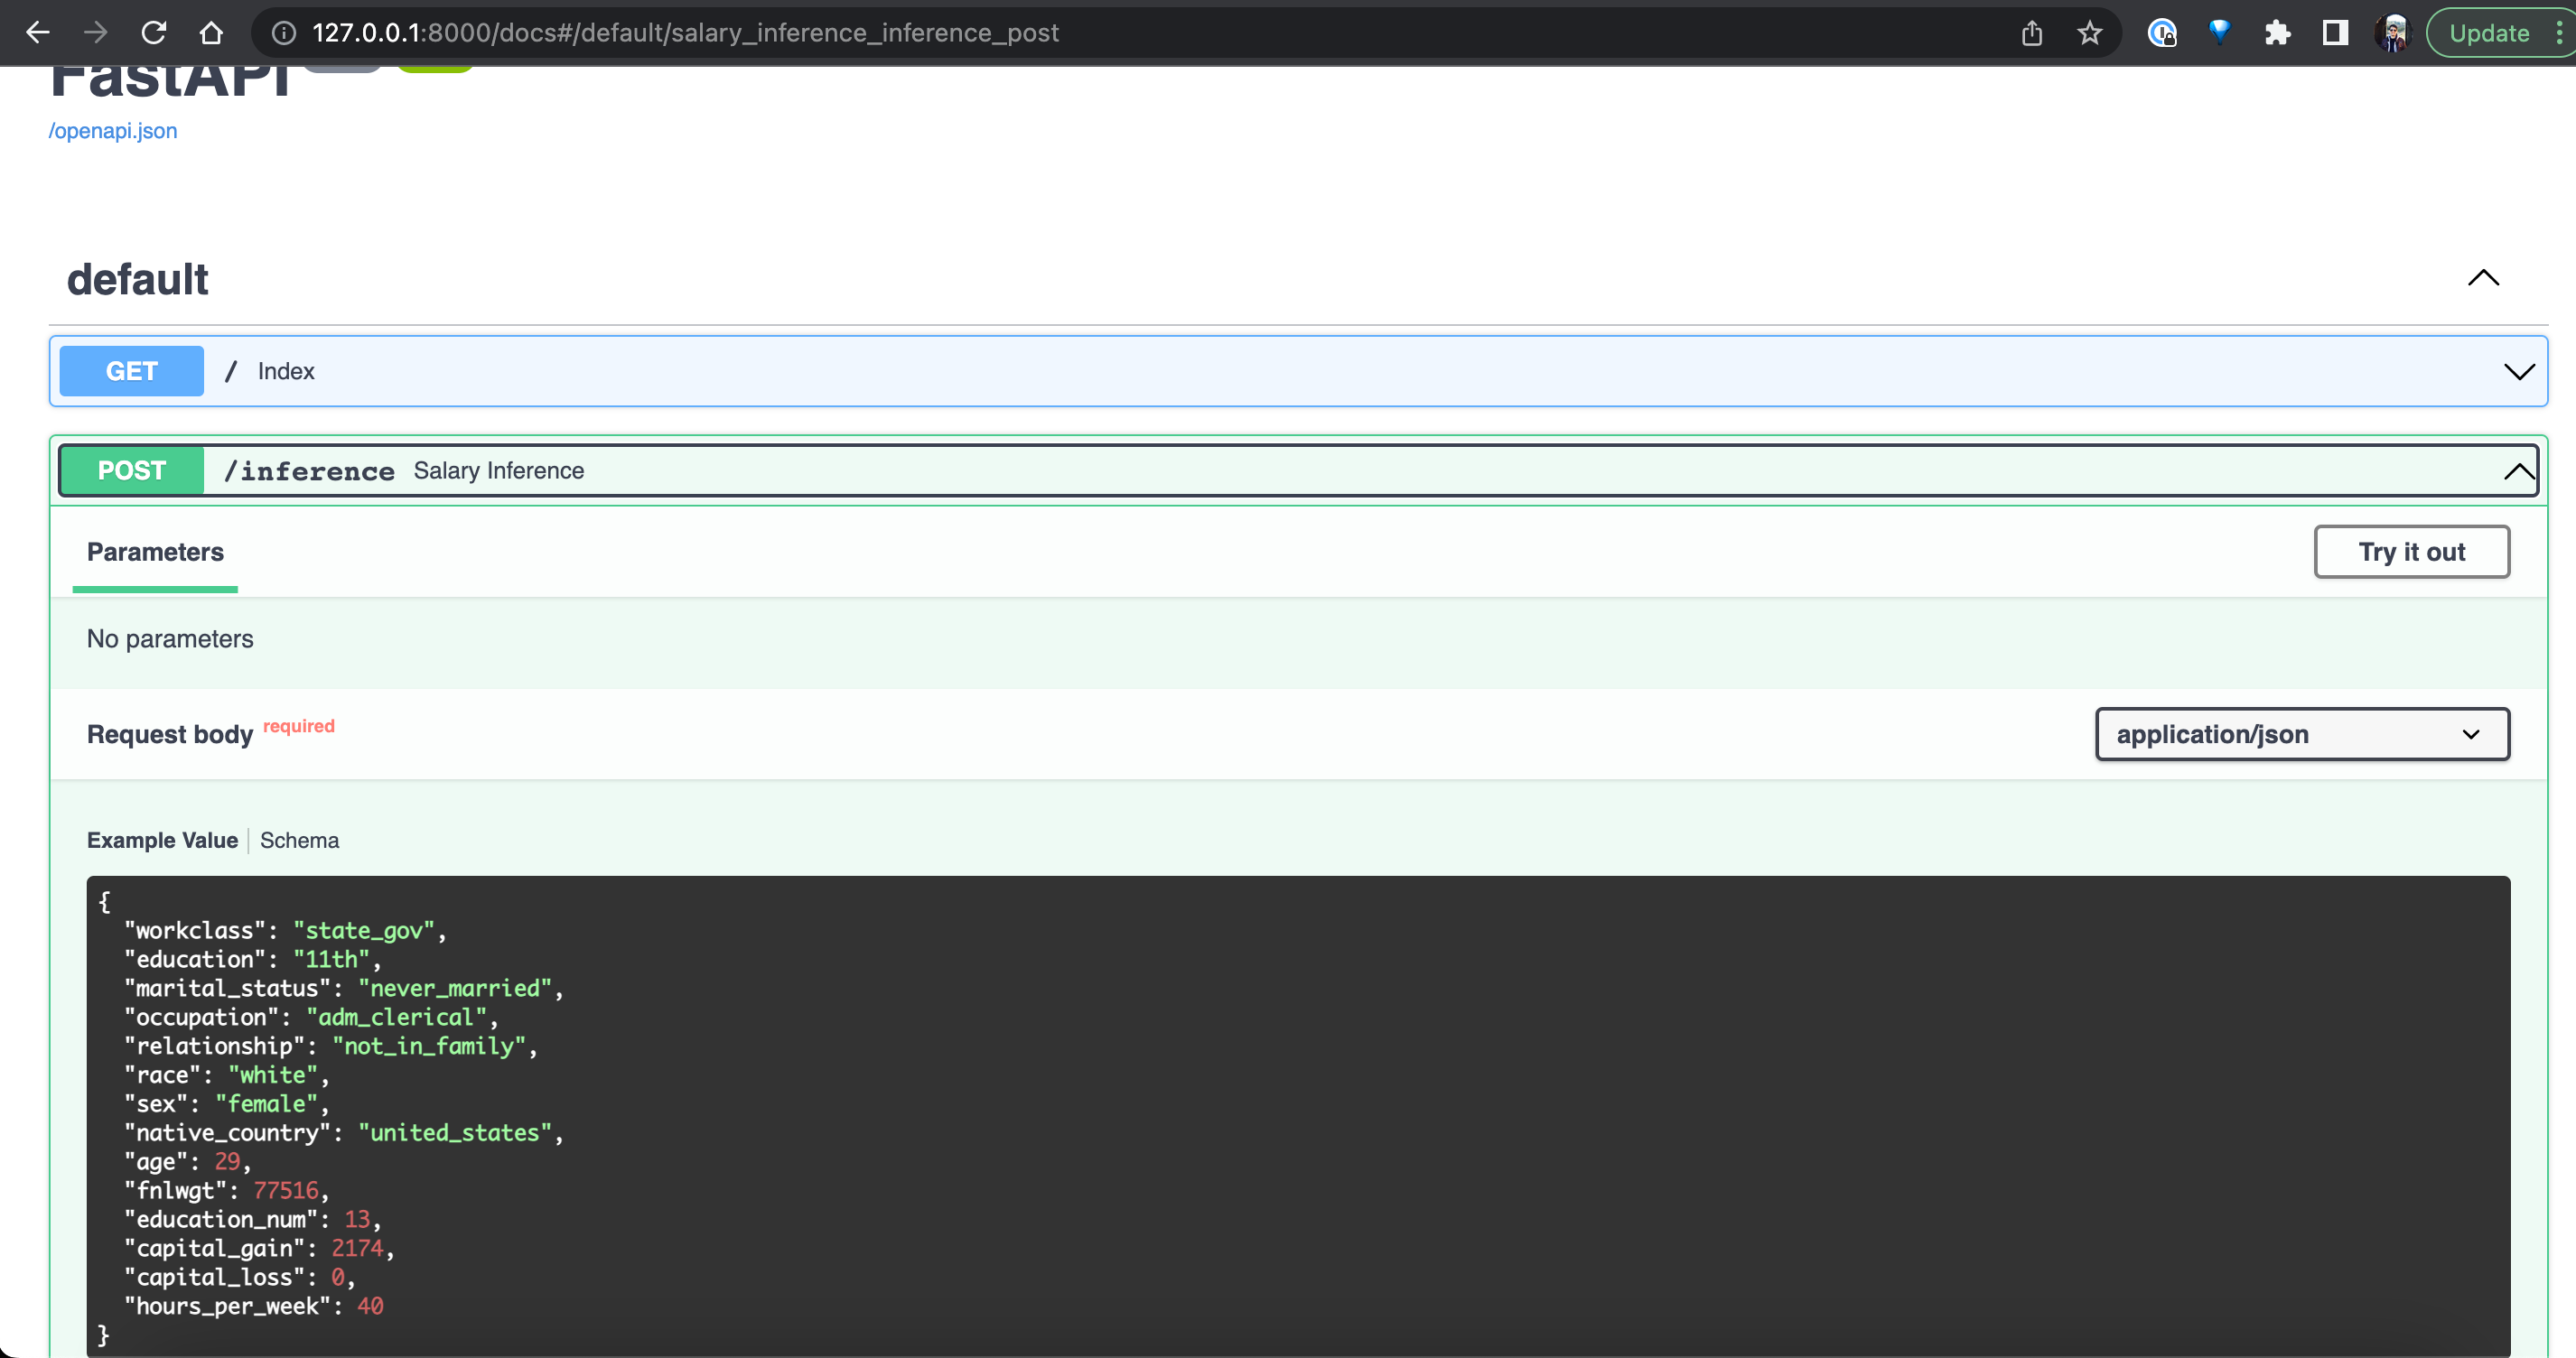 127.0.0.1:8000/docs#/default/salary_inference_inference_post
Update
FastAPI
/openapi.json
default
GET / Index
POST /inference Salary Inference
Parameters
Try it out
No parameters
Request body required
application/json
Example Value Schema
{
"workclass": "state_gov",
"education": "11th",
"marital_status": "never_married",
"occupation": "adm_clerical",
"relationship": "not_in_family",
"race": "white",
"sex": "female",
"native_country": "united_states",
"age": 29,
"fnlwgt": 77516,
"education_num": 13,
"capital_gain": 2174,
"capital_loss": 0,
"hours_per_week": 40
}